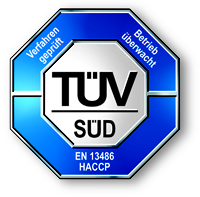 Verfahren
geprüft
Betrieb
überwacht
TÜV
SÜD
EN 13486
HACCP